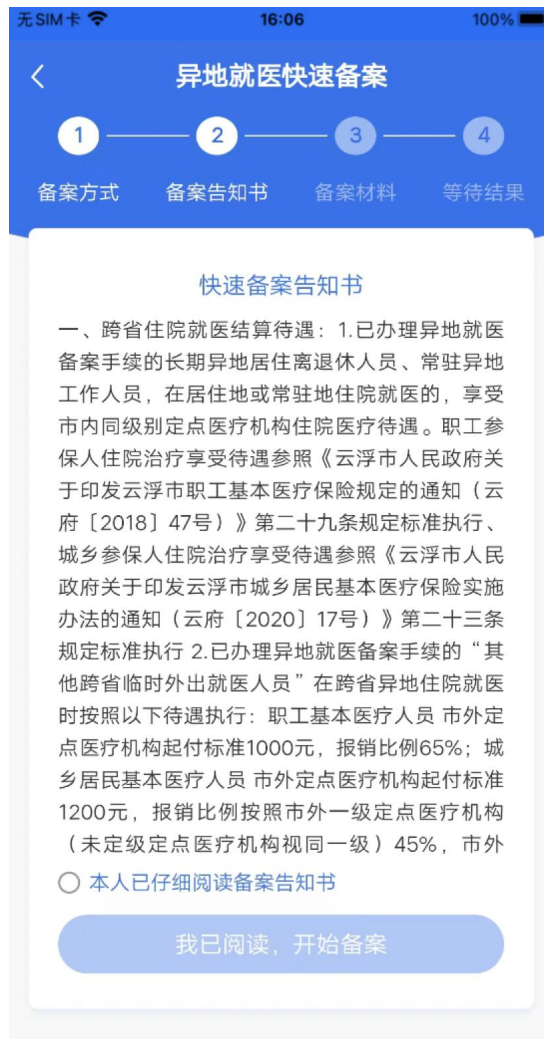 无SIM卡 16:06 100%
异地就医快速备案
1 2 3 4
备案方式 备案告知书 备案材料 等待结果
快速备案告知书
一、跨省住院就医结算待遇：1.已办理异地就医
备案手续的长期异地居住离退休人员、常驻异地
工作人员，在居住地或常驻地住院就医的，享受
市内同级别定点医疗机构住院医疗待遇。职工参
保人住院治疗享受待遇参照《云浮市人民政府关
于印发云浮市职工基本医疗保险规定的通知（云
府〔2018〕47号）》第二十九条规定标准执行、
城乡参保人住院治疗享受待遇参照《云浮市人民
政府关于印发云浮市城乡居民基本医疗保险实施
办法的通知（云府〔2020〕17号）》第二十三条
规定标准执行 2.已办理异地就医备案手续的“其
他跨省临时外出就医人员”在跨省异地住院就医
时按照以下待遇执行：职工基本医疗人员 市外定
点医疗机构起付标准1000元，报销比例65%；城
乡居民基本医疗人员 市外定点医疗机构起付标准
1200元，报销比例按照市外一级定点医疗机构
（未定级定点医疗机构视同一级）45%，市外
本人已仔细阅读备案告知书
我已阅读，开始备案